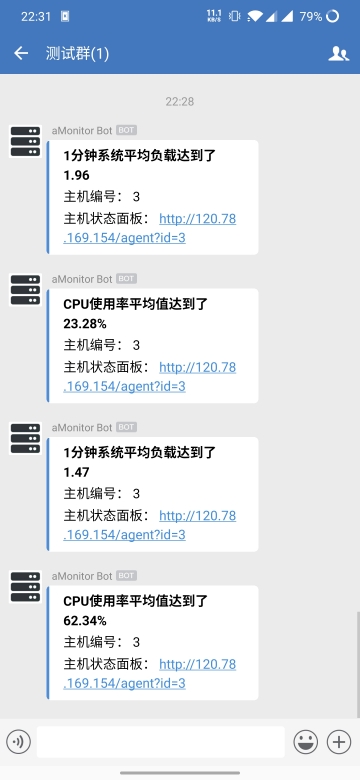 22:31
11.1 KB/S
79%
测试群(1)
22:28
aMonitor Bot BOT
1分钟系统平均负载达到了
1.96
主机编号： 3
主机状态面板： http://120.78
.169.154/agent?id=3
aMonitor Bot BOT
CPU使用率平均值达到了
23.28%
主机编号： 3
主机状态面板： http://120.78
.169.154/agent?id=3
aMonitor Bot BOT
1分钟系统平均负载达到了
1.47
主机编号： 3
主机状态面板： http://120.78
.169.154/agent?id=3
aMonitor Bot BOT
CPU使用率平均值达到了
62.34%
主机编号： 3
主机状态面板： http://120.78
.169.154/agent?id=3